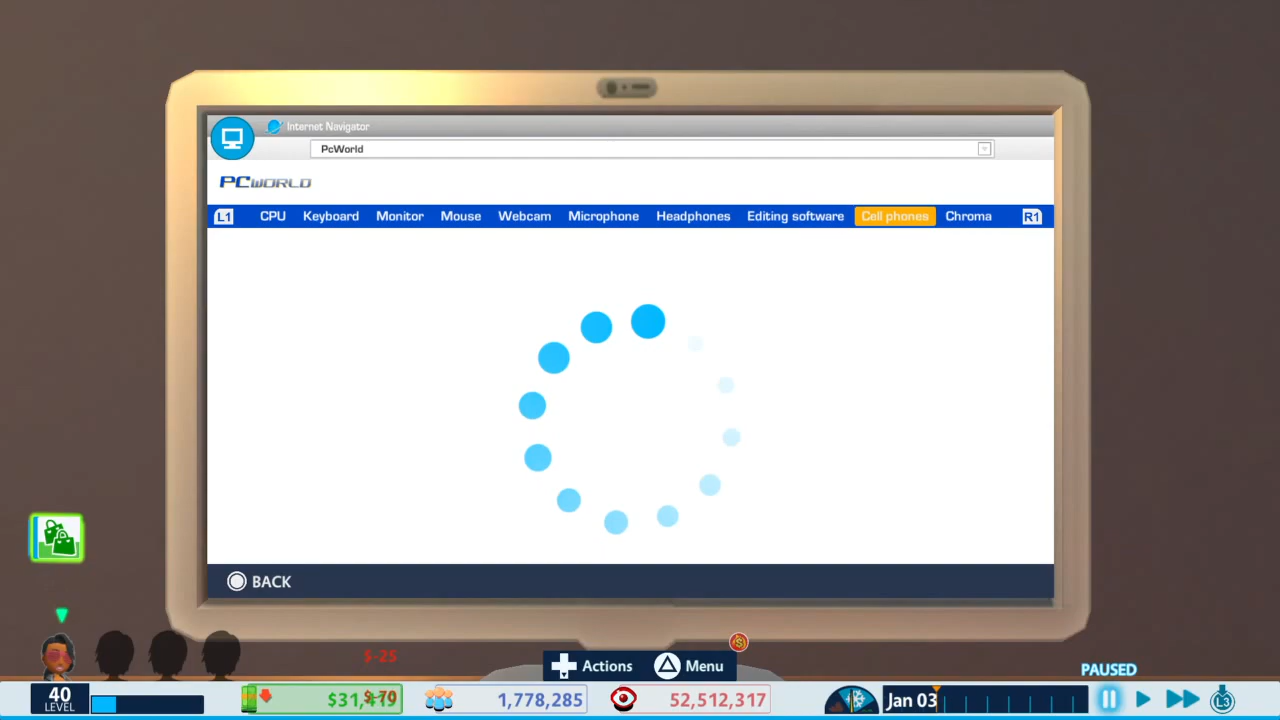 Internet Navigator
PcWorld
PCWORLD
L1 CPU Keyboard Monitor Mouse Webcam Microphone Headphones Editing software Cell phones Chroma R1
BACK
$-25
Actions Menu
PAUSED
40
LEVEL
$-70
1,778,285
52,512,317
Jan 03
L3